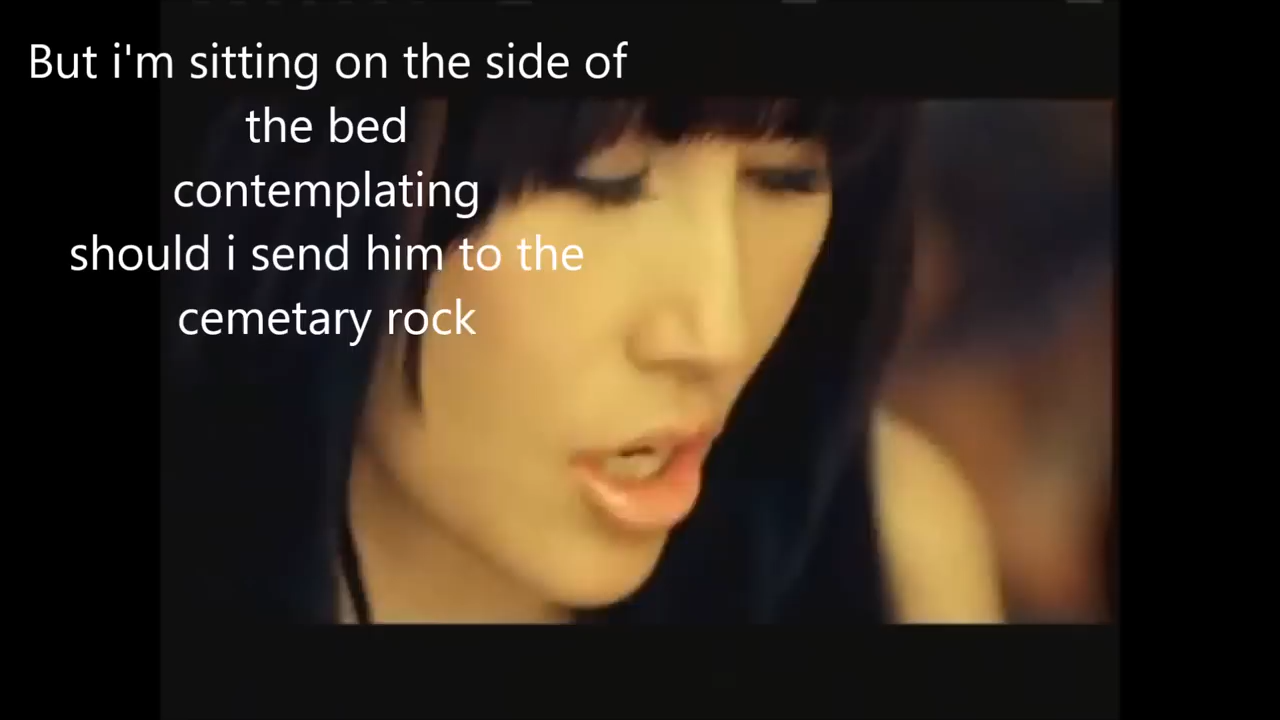 But i'm sitting on the side of
the bed
contemplating
should i send him to the
cemetary rock